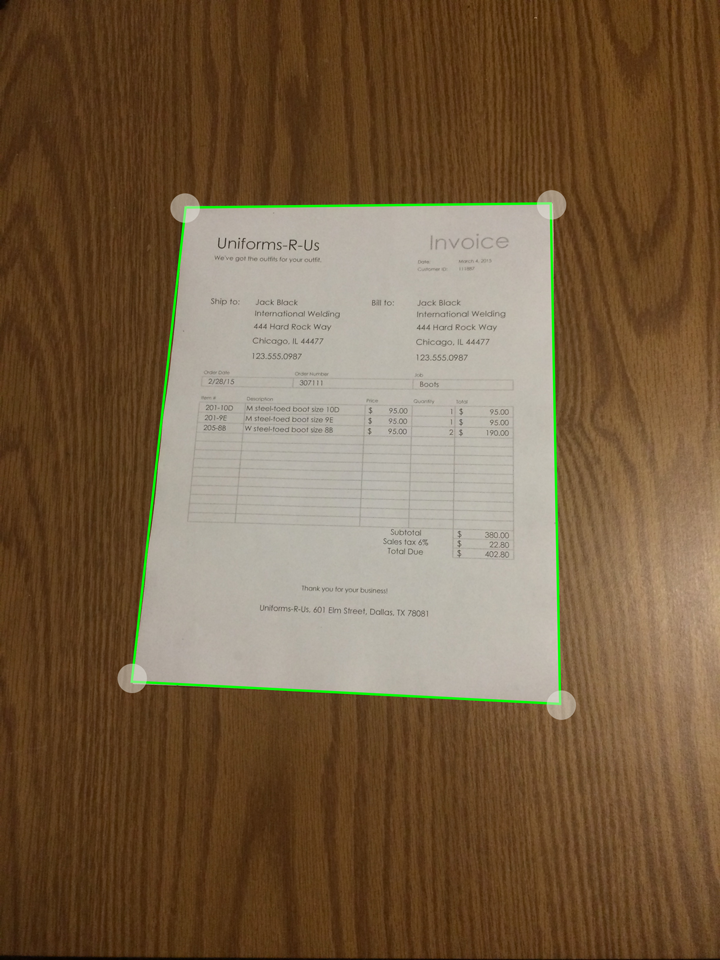 Uniforms-R-Us
Invoice
We've got the outfits for your outfit.
Date: March 4, 2015
Customer ID: 111887
Ship to: Jack Black
International Welding
444 Hard Rock Way
Chicago, IL 44477
123.555.0987
Bill to: Jack Black
International Welding
444 Hard Rock Way
Chicago, IL 44477
123.555.0987
Order Date Order Number Job
2/28/15 307111 Boots
Item # Description Price Quantity Total
201-10D M steel-toed boot size 10D $ 95.00 1 $ 95.00
201-9E M steel-toed boot size 9E $ 95.00 1 $ 95.00
205-8B W steel-toed boot size 8B $ 95.00 2 $ 190.00
Subtotal $ 380.00
Sales tax 6% $ 22.80
Total Due $ 402.80
Thank you for your business!
Uniforms-R-Us. 601 Elm Street, Dallas, TX 78081